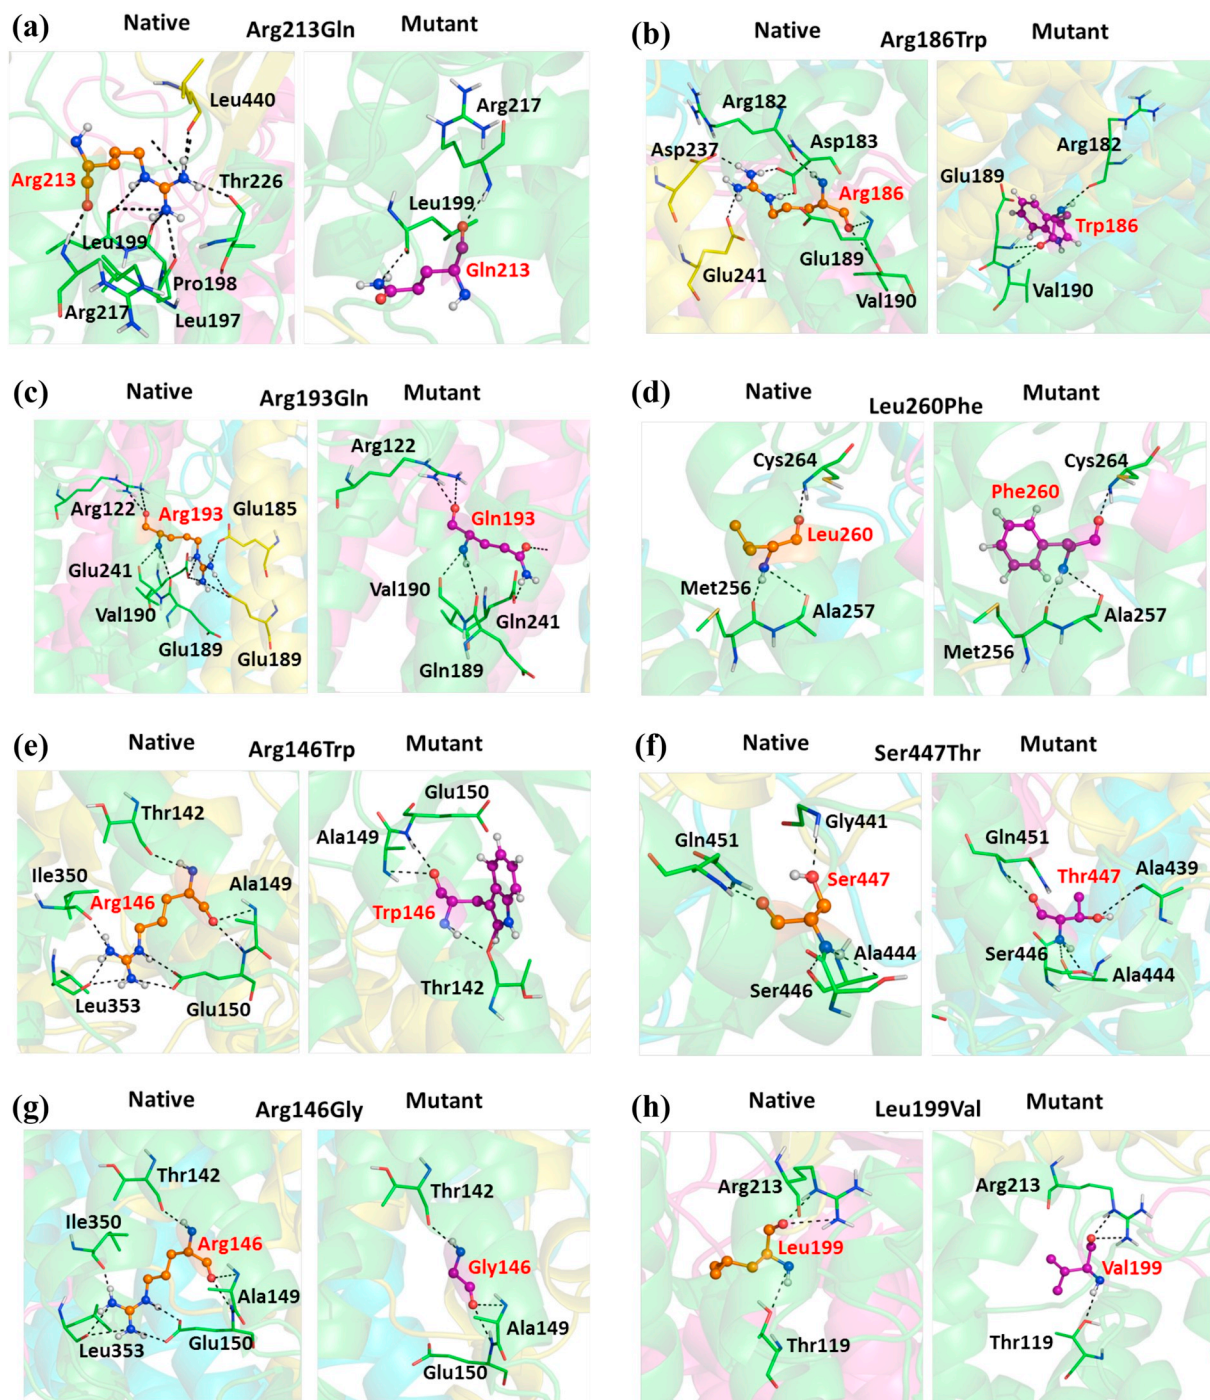 (a)
Native
Arg213Gln
Mutant
Leu440
Arg213
Thr226
Leu199
Pro198
Arg217
Leu197
Arg217
Leu199
Gln213
(b)
Native
Arg186Trp
Mutant
Arg182
Asp237
Asp183
Arg186
Glu241
Glu189
Val190
Arg182
Glu189
Trp186
Val190
(c)
Native
Arg193Gln
Mutant
Arg122
Arg193
Glu185
Glu241
Val190
Glu189
Glu189
Arg122
Gln193
Val190
Gln241
Gln189
(d)
Native
Leu260Phe
Mutant
Cys264
Leu260
Met256
Ala257
Cys264
Phe260
Ala257
Met256
(e)
Native
Arg146Trp
Mutant
Thr142
Ile350
Arg146
Ala149
Leu353
Glu150
Glu150
Ala149
Trp146
Thr142
(f)
Native
Ser447Thr
Mutant
Gly441
Gln451
Ser447
Ala444
Ser446
Gln451
Thr447
Ala439
Ser446
Ala444
(g)
Native
Arg146Gly
Mutant
Thr142
Ile350
Arg146
Ala149
Leu353
Glu150
Thr142
Gly146
Ala149
Glu150
(h)
Native
Leu199Val
Mutant
Arg213
Leu199
Thr119
Arg213
Val199
Thr119